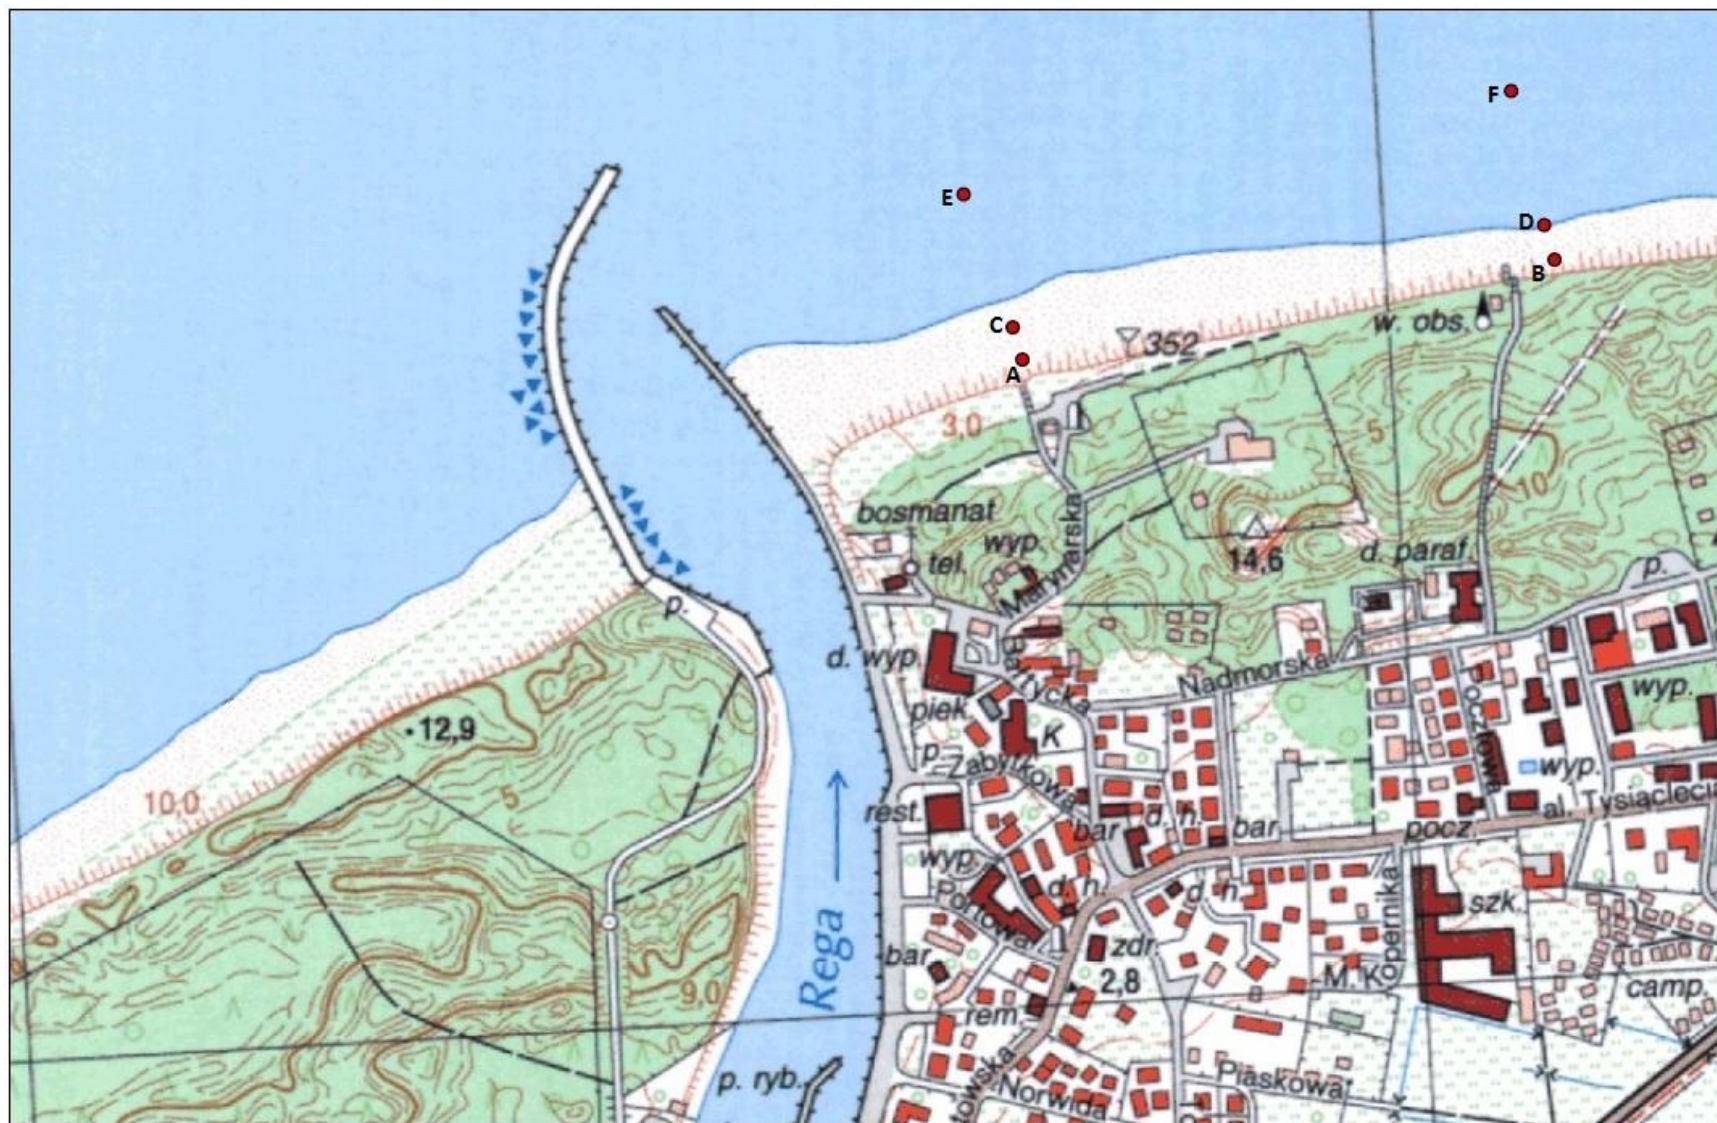 F
E
D
B
w. obs.
C
352
A
3,0
5
10
bosmanat
wyp.
tel.
Marynarska
14,6
d. paraf.
p.
p.
d. wyp.
Bałtycka
Nadmorska
piek.
K
wyp.
12,9
p.
Zabytkowa
wyp.
10,0
5
rest.
bar
d. h.
bar.
pocz.
al. Tysiąclecia
wyp.
Portowa
d. h.
d. h.
Kopernika
szk.
Rega
bar
zdr.
2,8
M. Kopernika
9,0
camp.
rem.
p. ryb.
Norwida
Piaskowa